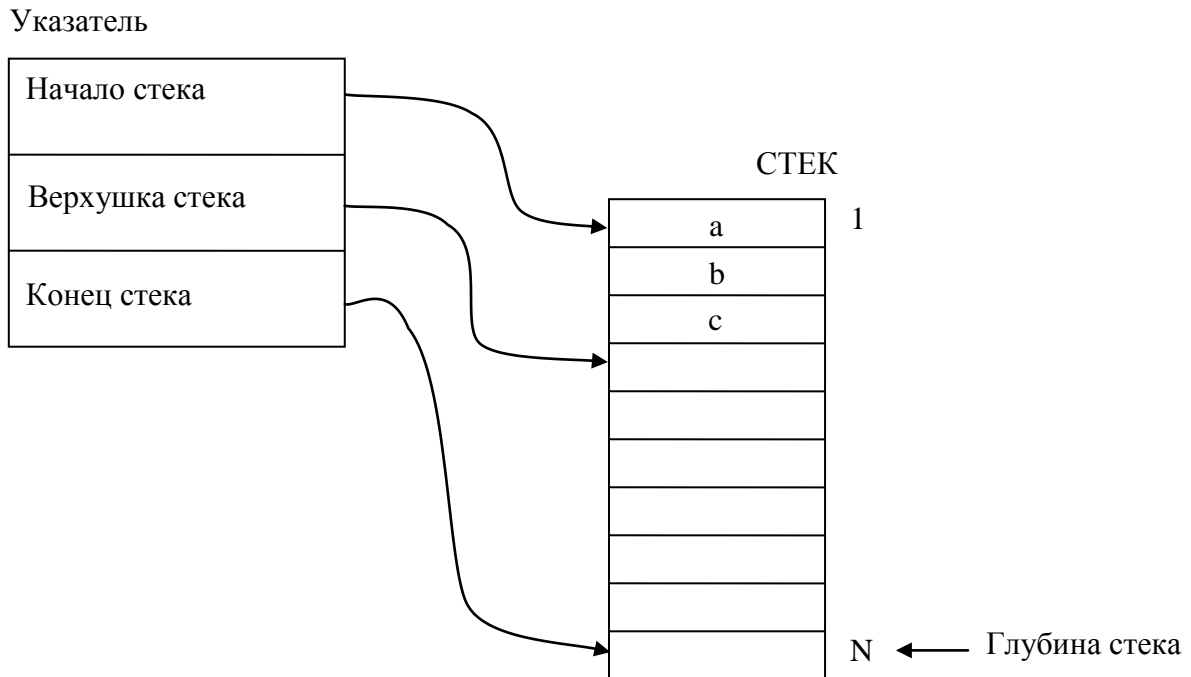 Указатель
Начало стека
Верхушка стека
Конец стека
СТЕК
a
1
b
c
N
Глубина стека